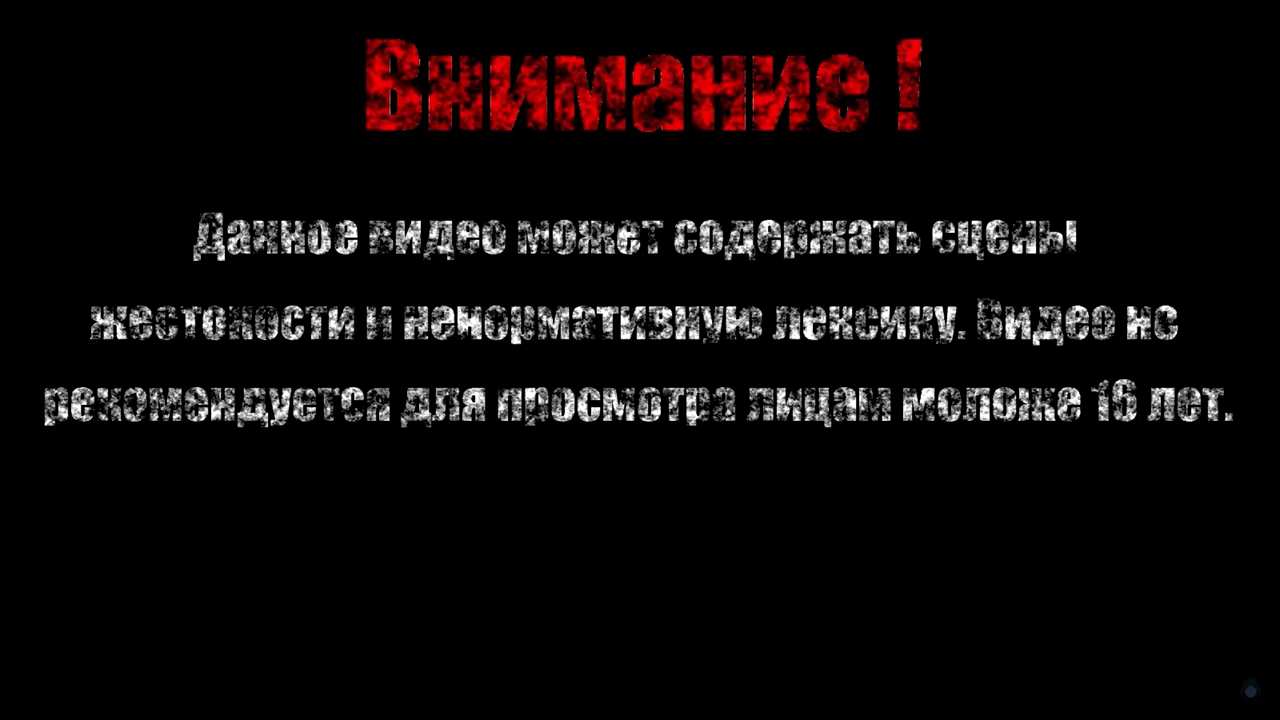 Внимание !
Данное видео может содержать сцены
жестокости и ненормативную лексику. Видео не
рекомендуется для просмотра лицам моложе 16 лет.